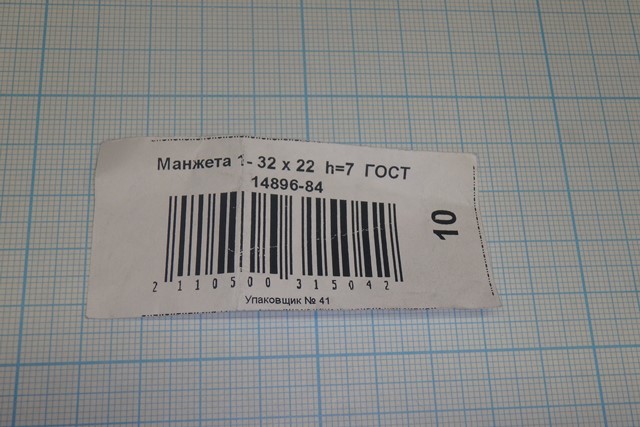 Манжета 1- 32 x 22 h=7 ГОСТ
14896-84
10
2 110500 315042
Упаковщик № 41